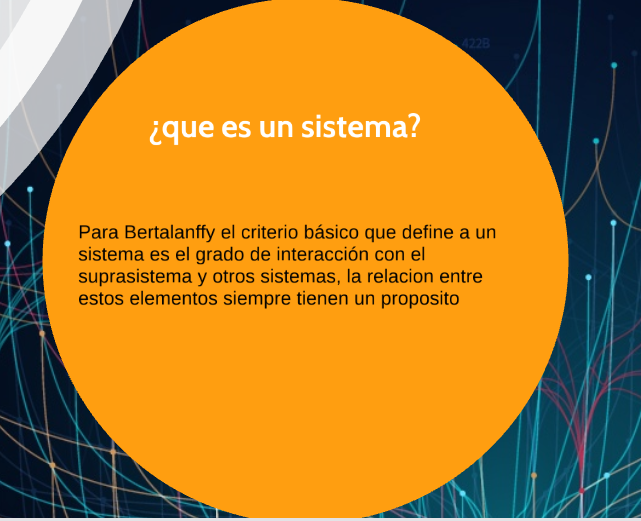 422B
¿que es un sistema?
Para Bertalanffy el criterio básico que define a un
sistema es el grado de interacción con el
suprasistema y otros sistemas, la relacion entre
estos elementos siempre tienen un proposito